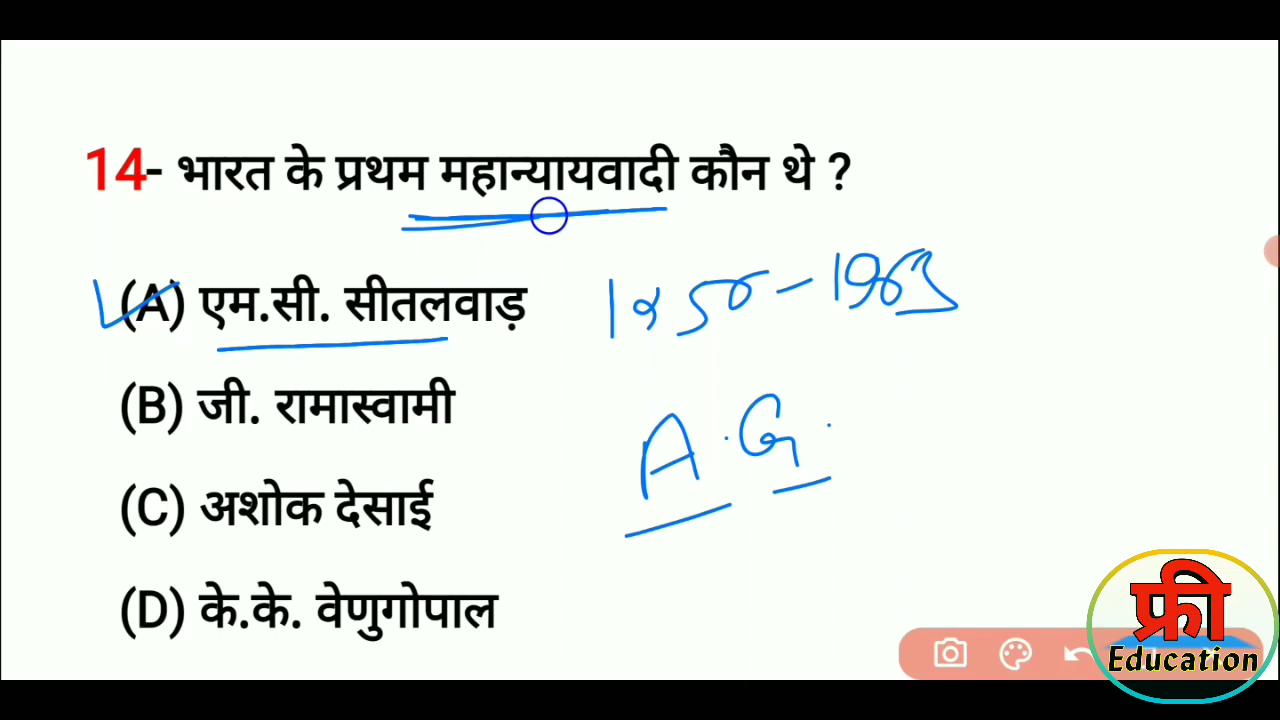 14- भारत के प्रथम महान्यायवादी कौन थे ?
(A) एम.सी. सीतलवाड़
1950-1963
(B) जी. रामास्वामी
A.G.
(C) अशोक देसाई
(D) के.के. वेणुगोपाल
फ्री
Education